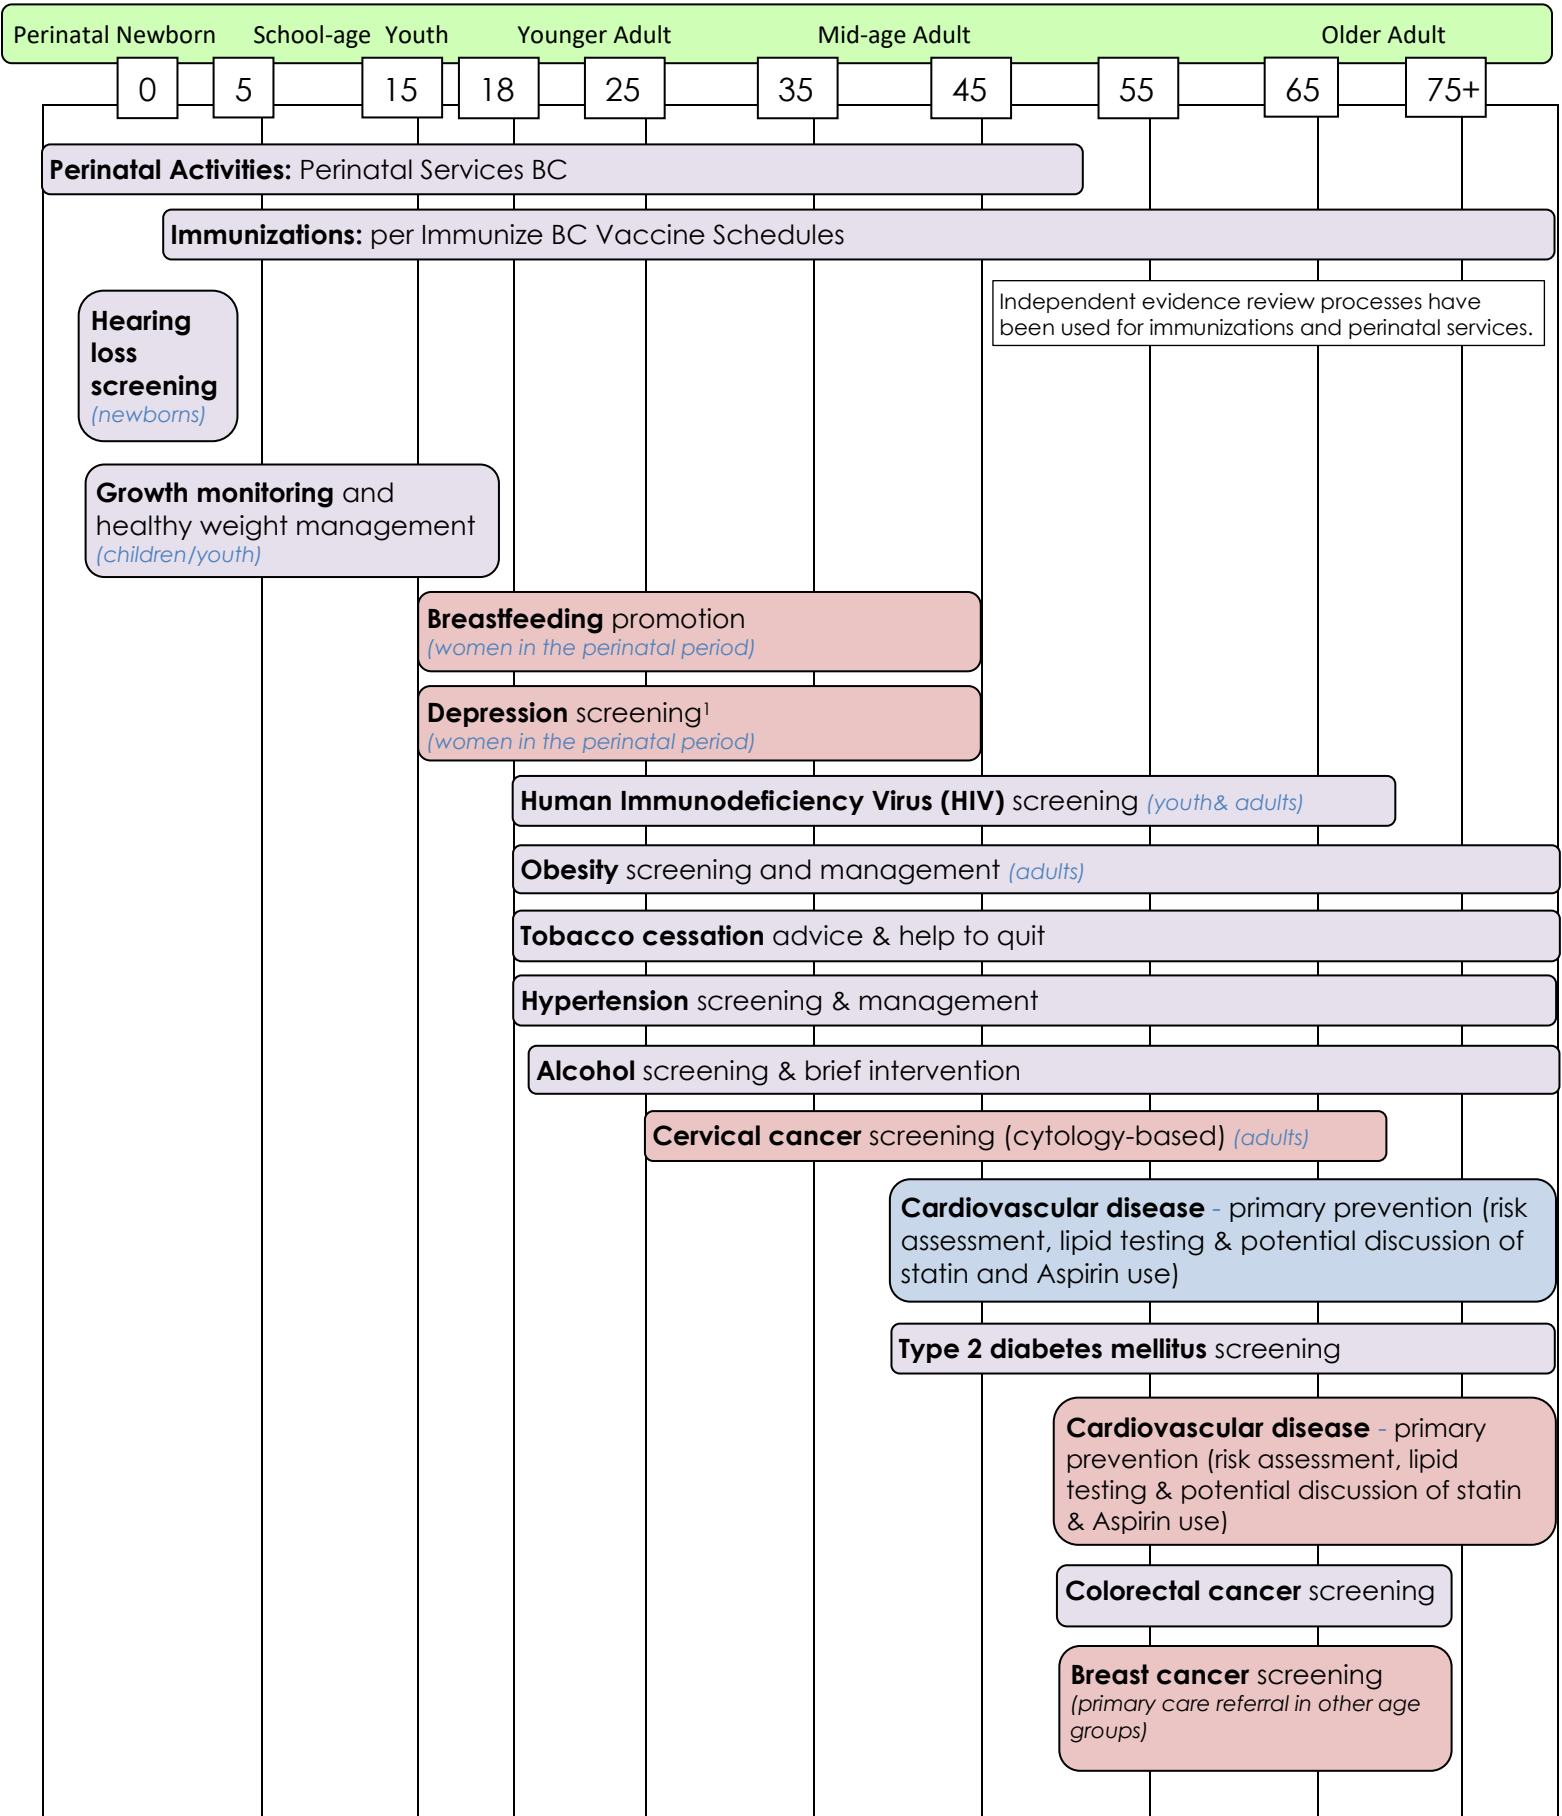 Perinatal Newborn School-age Youth Younger Adult Mid-age Adult Older Adult
0 5 15 18 25 35 45 55 65 75+
Perinatal Activities: Perinatal Services BC
Immunizations: per Immunize BC Vaccine Schedules
Independent evidence review processes have
been used for immunizations and perinatal services.
Hearing
loss
screening
(newborns)
Growth monitoring and
healthy weight management
(children/youth)
Breastfeeding promotion
(women in the perinatal period)
Depression screening¹
(women in the perinatal period)
Human Immunodeficiency Virus (HIV) screening (youth& adults)
Obesity screening and management (adults)
Tobacco cessation advice & help to quit
Hypertension screening & management
Alcohol screening & brief intervention
Cervical cancer screening (cytology-based) (adults)
Cardiovascular disease - primary prevention (risk
assessment, lipid testing & potential discussion of
statin and Aspirin use)
Type 2 diabetes mellitus screening
Cardiovascular disease - primary
prevention (risk assessment, lipid
testing & potential discussion of statin
& Aspirin use)
Colorectal cancer screening
Breast cancer screening
(primary care referral in other age
groups)